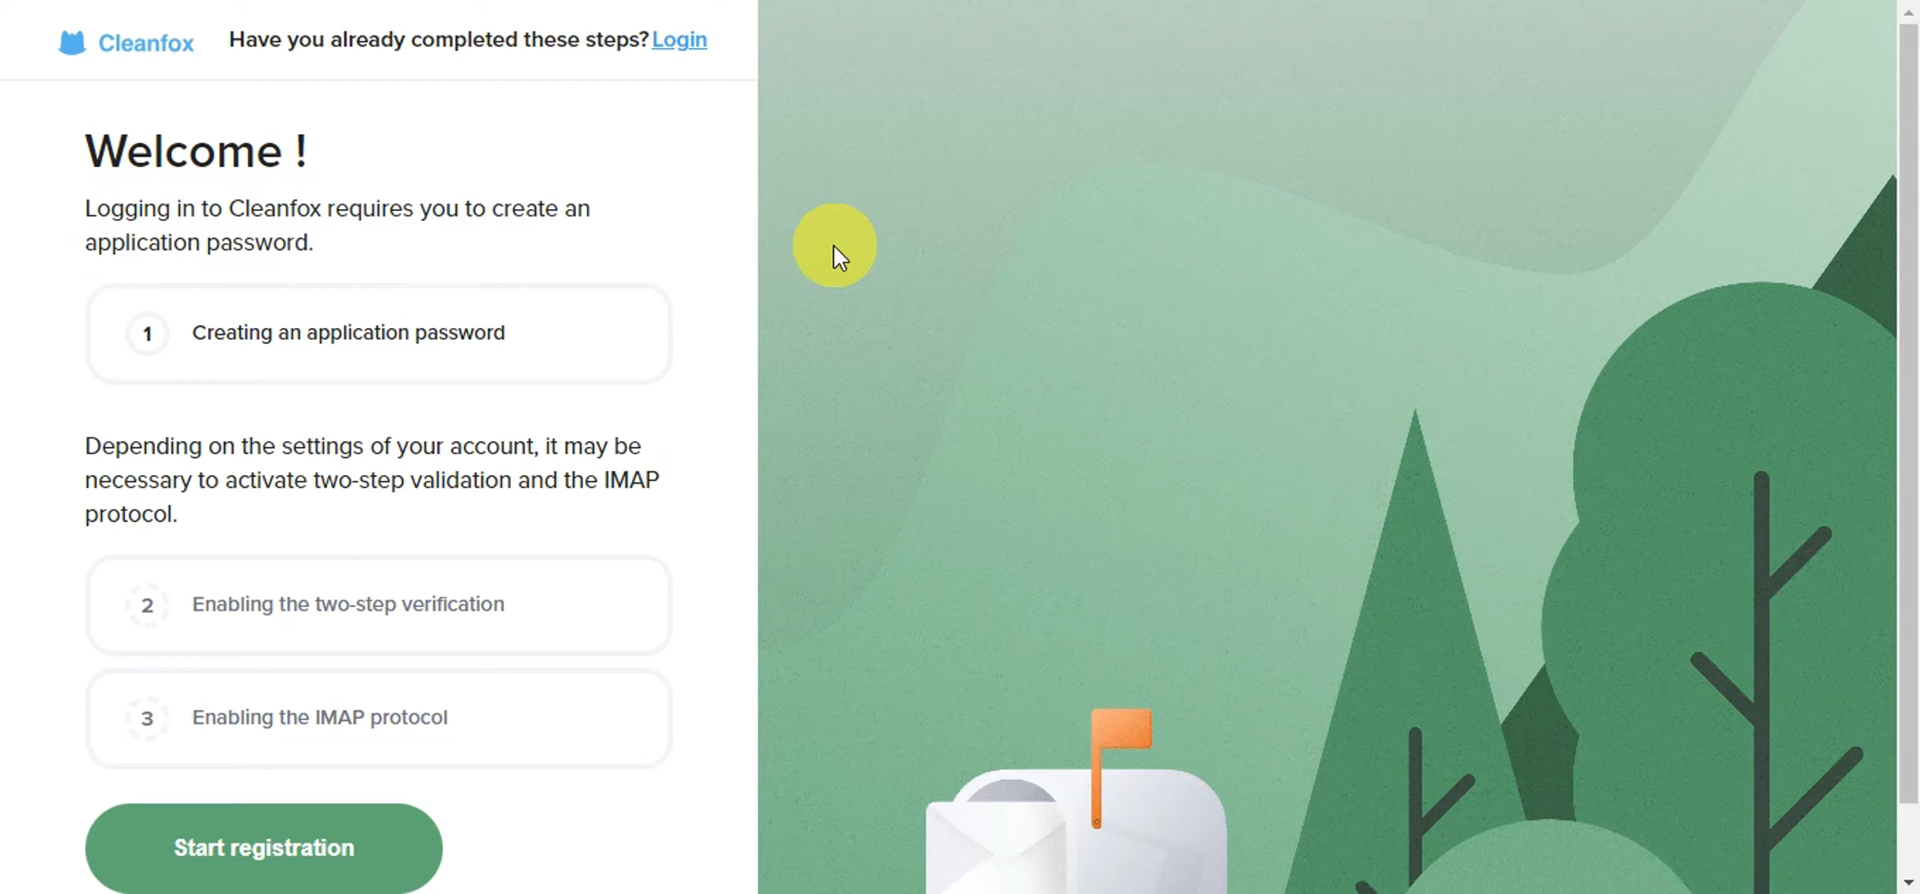 Cleanfox
Have you already completed these steps? Login
Welcome !
Logging in to Cleanfox requires you to create an
application password.
1 Creating an application password
Depending on the settings of your account, it may be
necessary to activate two-step validation and the IMAP
protocol.
2 Enabling the two-step verification
3 Enabling the IMAP protocol
Start registration